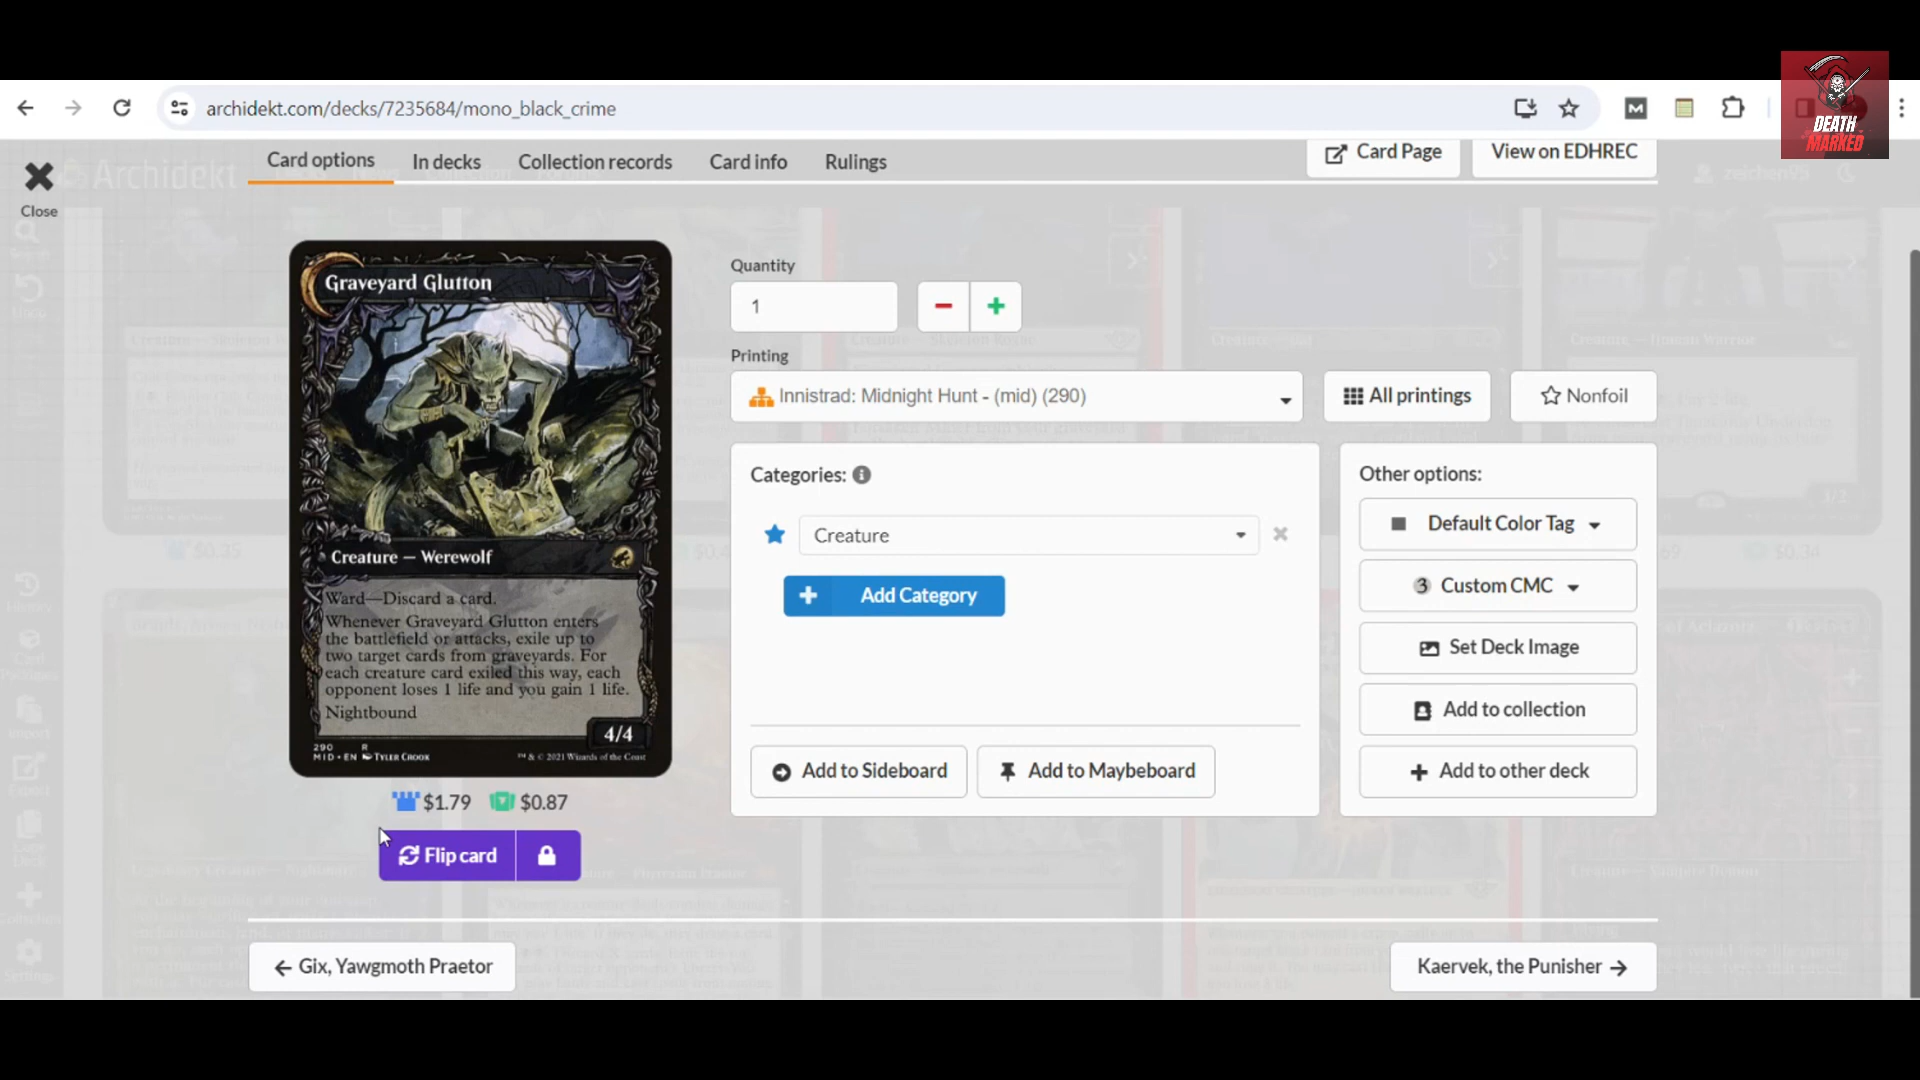 DEATH
MARKED
archidekt.com/decks/7235684/mono_black_crime
Card options
In decks
Collection records
Card info
Rulings
Card Page
View on EDHREC
Archidekt
Close
Graveyard Glutton
Creature — Werewolf
Ward—Discard a card.
Whenever Graveyard Glutton enters
the battlefield or attacks, exile up to
two target cards from graveyards. For
each creature card exiled this way, each
opponent loses 1 life and you gain 1 life.
Nightbound
4/4
290 R
MID • EN TYLER CROOK
™ & © 2021 Wizards of the Coast
$1.79 $0.87
Flip card
Quantity
1
Printing
Innistrad: Midnight Hunt - (mid) (290)
All printings
Nonfoil
Categories:
Creature
Add Category
Add to Sideboard
Add to Maybeboard
Other options:
Default Color Tag
3 Custom CMC
Set Deck Image
Add to collection
Add to other deck
Gix, Yawgmoth Praetor
Kaervek, the Punisher